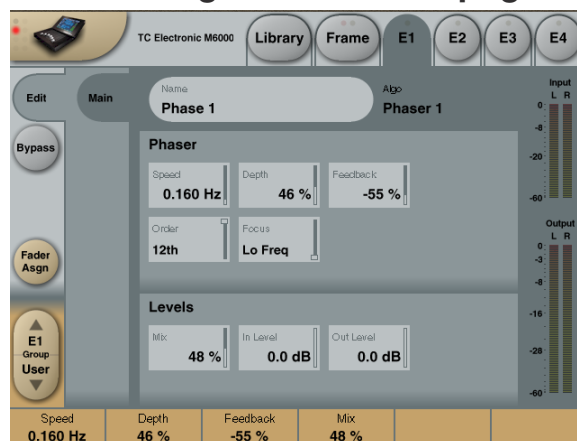 TC Electronic M6000
Library
Frame
E1
E2
E3
E4
Edit
Main
Name
Phase 1
Algo
Phaser 1
Input
L R
0
-8
-20
-60
Bypass
Phaser
Speed
0.160 Hz
Depth
46 %
Feedback
-55 %
Order
12th
Focus
Lo Freq
Output
L R
0
-3
-8
-16
-28
-60
Fader
Asgn
Levels
Mix
48 %
In Level
0.0 dB
Out Level
0.0 dB
E1
Group
User
Speed
0.160 Hz
Depth
46 %
Feedback
-55 %
Mix
48 %